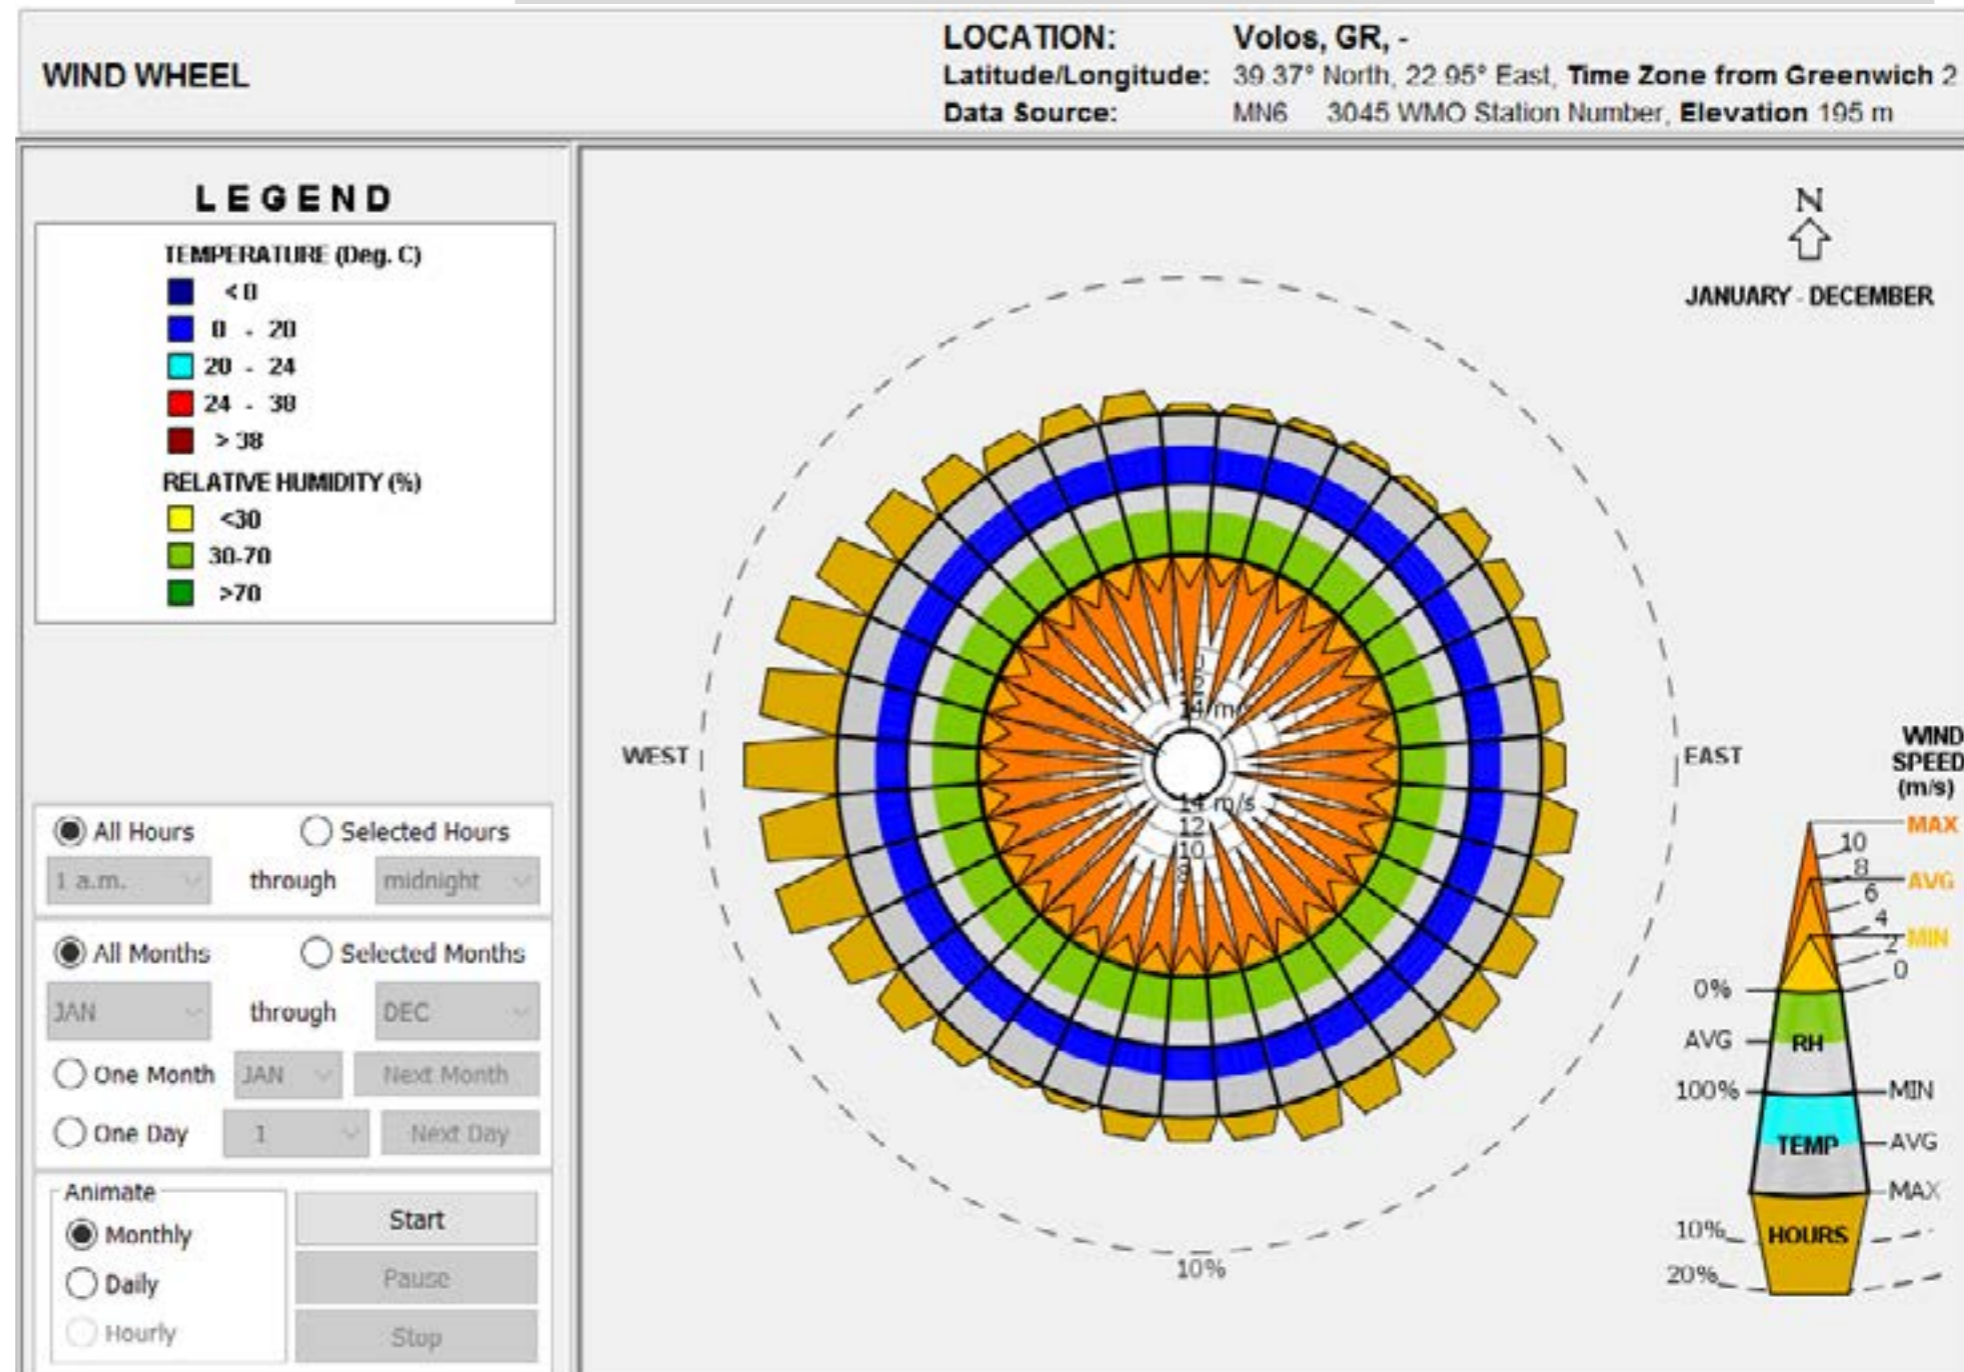 WIND WHEEL
LOCATION: Volos, GR, -
Latitude/Longitude: 39.37° North, 22.95° East, Time Zone from Greenwich 2
Data Source: MN6 3045 WMO Station Number, Elevation 195 m
LEGEND
TEMPERATURE (Deg. C)
< 0
0 - 20
20 - 24
24 - 38
> 38
RELATIVE HUMIDITY (%)
<30
30-70
>70
All Hours Selected Hours
1 a.m. through midnight
All Months Selected Months
JAN through DEC
One Month JAN Next Month
One Day 1 Next Day
Animate
Monthly
Daily
Hourly
Start
Pause
Stop
N
JANUARY - DECEMBER
WEST
EAST
14 m/s
12
10
8
10%
WIND
SPEED
(m/s)
MAX
10
8
AVG
6
4
MIN
2
0
0%
AVG RH
100% MIN
TEMP AVG
MAX
10% HOURS
20%